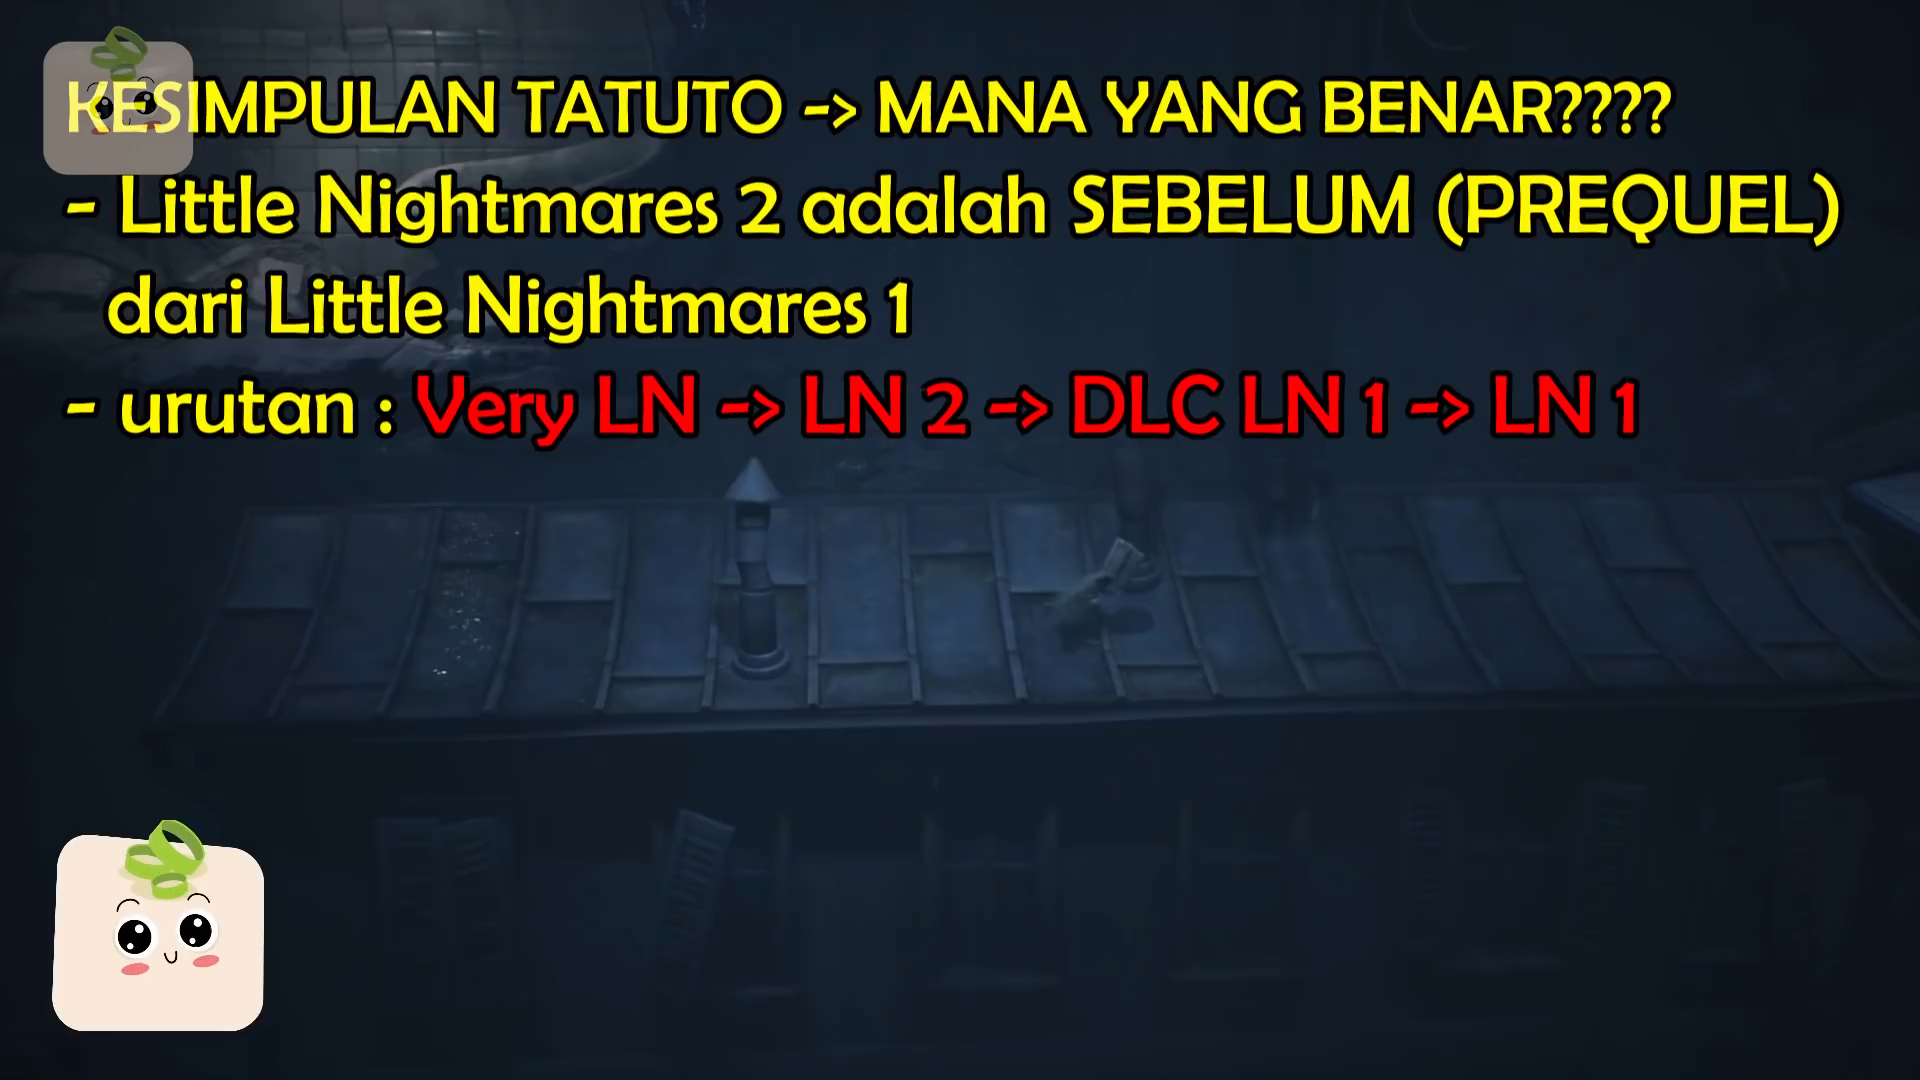 KESIMPULAN TATUTO -> MANA YANG BENAR????
- Little Nightmares 2 adalah SEBELUM (PREQUEL)
dari Little Nightmares 1
- urutan : Very LN -> LN 2 -> DLC LN 1 -> LN 1